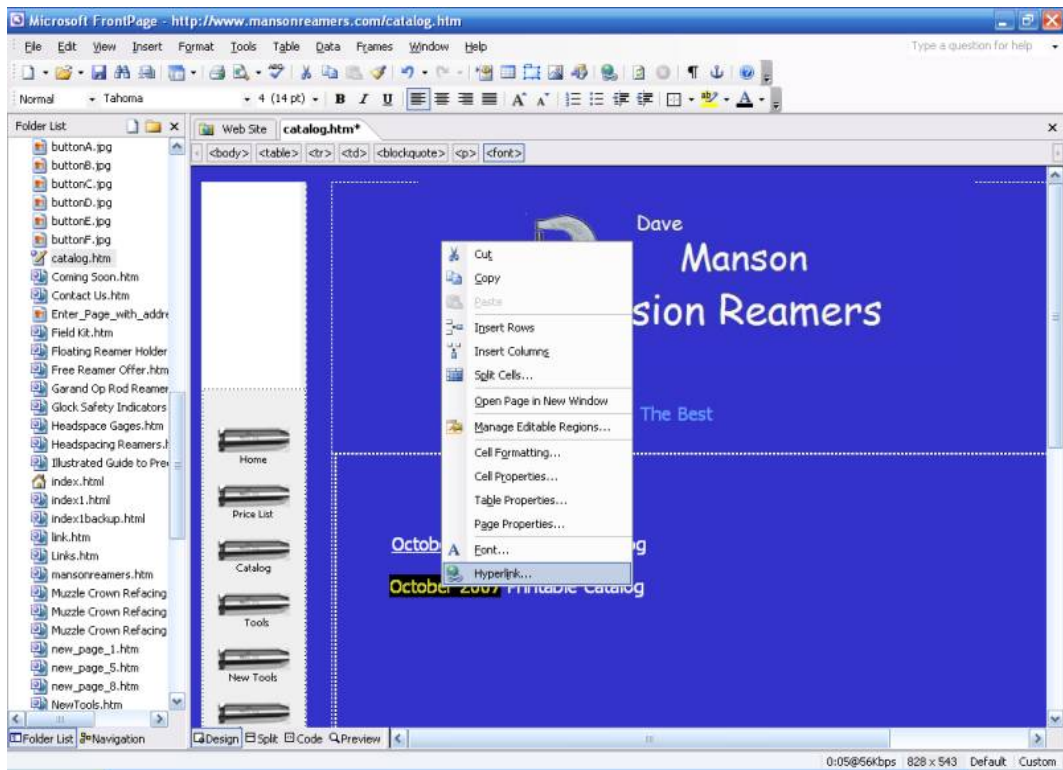 Microsoft FrontPage - http://www.mansonreamers.com/catalog.htm
File Edit View Insert Format Tools Table Data Frames Window Help
Type a question for help
Normal Tahoma 4 (14 pt) B I U A A A
Folder List
Web Site catalog.htm*
<body> <table> <tr> <td> <blockquote> <p> <font>
buttonA.jpg
buttonB.jpg
buttonC.jpg
buttonD.jpg
buttonE.jpg
buttonF.jpg
catalog.htm
Coming Soon.htm
Contact Us.htm
Enter_Page_with_addre
Field Kit.htm
Floating Reamer Holder
Free Reamer Offer.htm
Garand Op Rod Reamer
Glock Safety Indicators
Headspace Gages.htm
Headspacing Reamers.h
Illustrated Guide to Pre
index.html
index1.html
index1backup.html
link.htm
Links.htm
mansonreamers.htm
Muzzle Crown Refacing
Muzzle Crown Refacing
Muzzle Crown Refacing
new_page_1.htm
new_page_5.htm
new_page_8.htm
NewTools.htm
Folder List Navigation
Home
Price List
Catalog
Tools
New Tools
Dave
Manson
sion Reamers
The Best
Octob
og
October 2007 Printable Catalog
Cut
Copy
Paste
Insert Rows
Insert Columns
Split Cells...
Open Page in New Window
Manage Editable Regions...
Cell Formatting...
Cell Properties...
Table Properties...
Page Properties...
A Font...
Hyperlink...
Design Split Code Preview
0:05@56Kbps 828 x 543 Default Custom